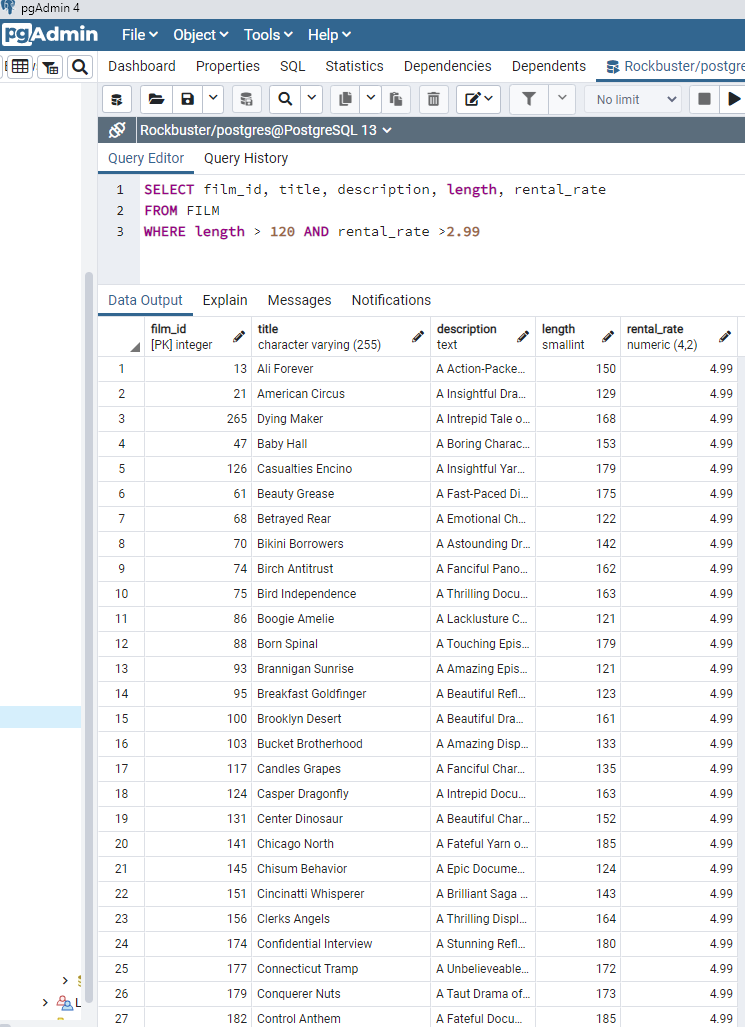 pgAdmin 4
pgAdmin File Object Tools Help
Dashboard Properties SQL Statistics Dependencies Dependents Rockbuster/postgre
No limit
Rockbuster/postgres@PostgreSQL 13
Query Editor Query History
1 SELECT film_id, title, description, length, rental_rate
2 FROM FILM
3 WHERE length > 120 AND rental_rate >2.99
Data Output Explain Messages Notifications
film_id title description length rental_rate
[PK] integer character varying (255) text smallint numeric (4,2)
1 13 Ali Forever A Action-Packe... 150 4.99
2 21 American Circus A Insightful Dra... 129 4.99
3 265 Dying Maker A Intrepid Tale o... 168 4.99
4 47 Baby Hall A Boring Charac... 153 4.99
5 126 Casualties Encino A Insightful Yar... 179 4.99
6 61 Beauty Grease A Fast-Paced Di... 175 4.99
7 68 Betrayed Rear A Emotional Ch... 122 4.99
8 70 Bikini Borrowers A Astounding Dr... 142 4.99
9 74 Birch Antitrust A Fanciful Pano... 162 4.99
10 75 Bird Independence A Thrilling Docu... 163 4.99
11 86 Boogie Amelie A Lacklusture C... 121 4.99
12 88 Born Spinal A Touching Epis... 179 4.99
13 93 Brannigan Sunrise A Amazing Epis... 121 4.99
14 95 Breakfast Goldfinger A Beautiful Refl... 123 4.99
15 100 Brooklyn Desert A Beautiful Dra... 161 4.99
16 103 Bucket Brotherhood A Amazing Disp... 133 4.99
17 117 Candles Grapes A Fanciful Char... 135 4.99
18 124 Casper Dragonfly A Intrepid Docu... 163 4.99
19 131 Center Dinosaur A Beautiful Char... 152 4.99
20 141 Chicago North A Fateful Yarn o... 185 4.99
21 145 Chisum Behavior A Epic Docume... 124 4.99
22 151 Cincinatti Whisperer A Brilliant Saga ... 143 4.99
23 156 Clerks Angels A Thrilling Displ... 164 4.99
24 174 Confidential Interview A Stunning Refl... 180 4.99
25 177 Connecticut Tramp A Unbelieveable... 172 4.99
26 179 Conquerer Nuts A Taut Drama of... 173 4.99
L
27 182 Control Anthem A Fateful Docu... 185 4.99